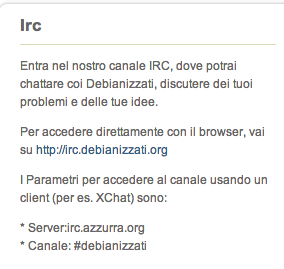 Irc
Entra nel nostro canale IRC, dove potrai
chattare coi Debianizzati, discutere dei tuoi
problemi e delle tue idee.
Per accedere direttamente con il browser, vai
su http://irc.debianizzati.org
I Parametri per accedere al canale usando un
client (per es. XChat) sono:
* Server:irc.azzurra.org
* Canale: #debianizzati